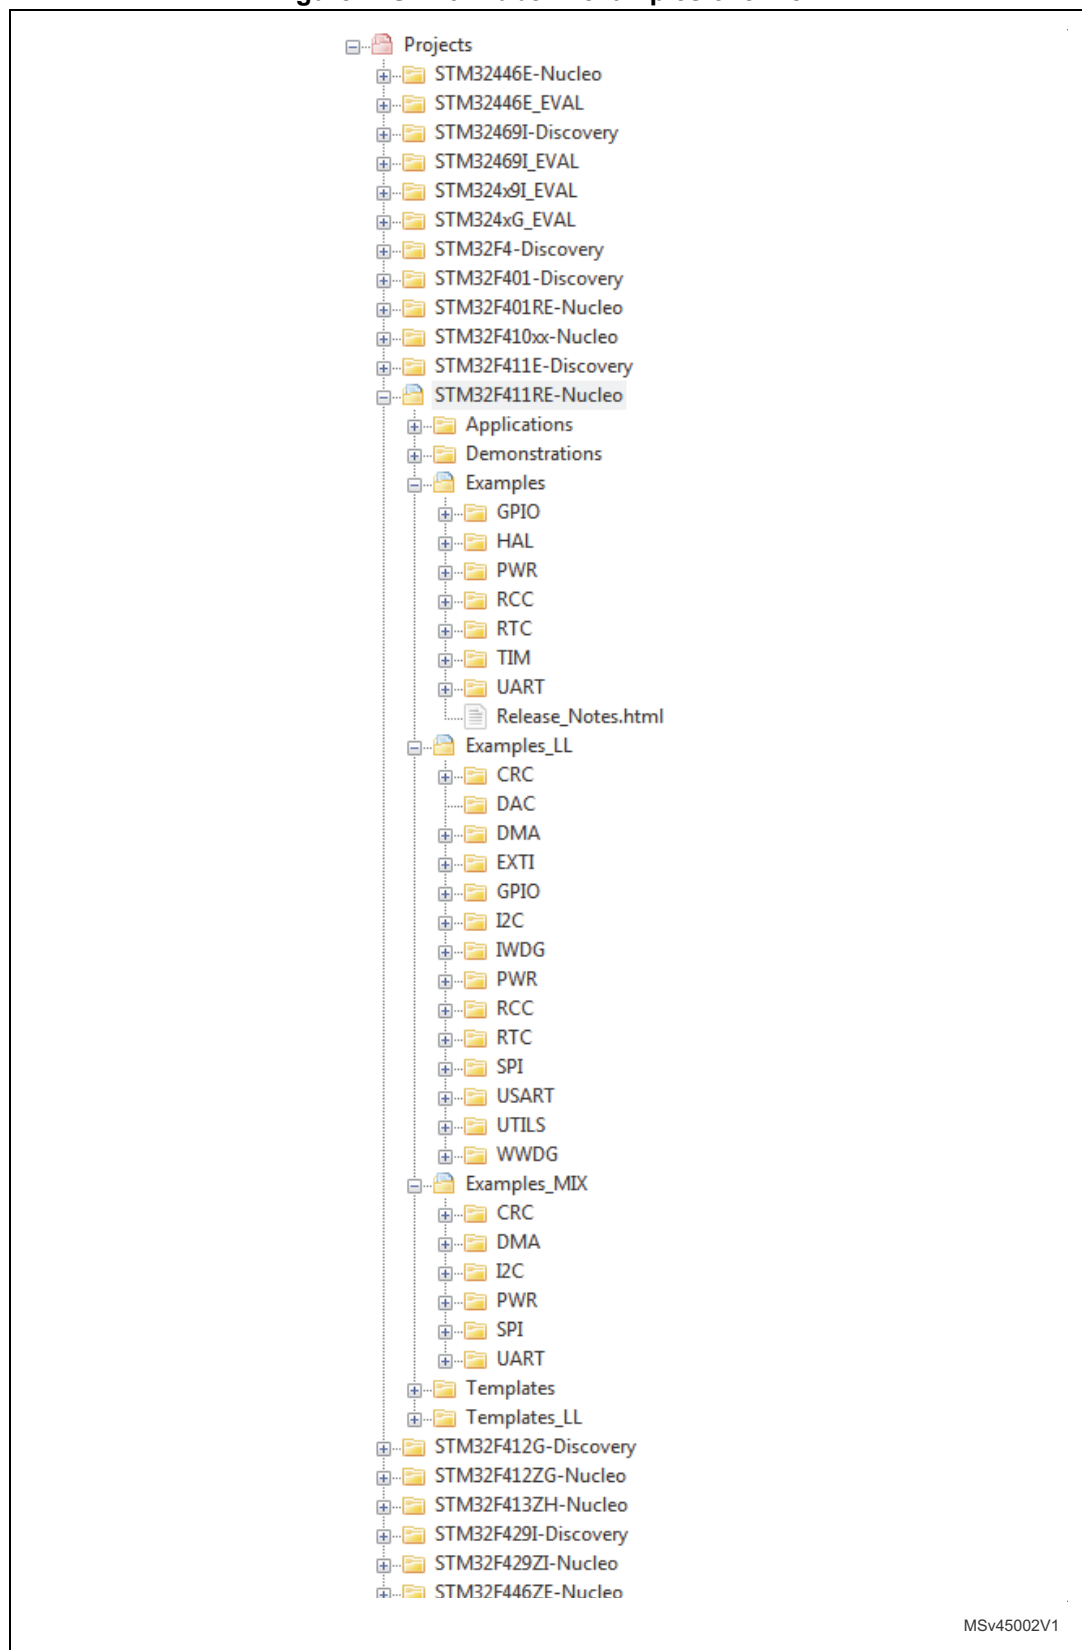 Projects
STM32446E-Nucleo
STM32446E_EVAL
STM32469I-Discovery
STM32469I_EVAL
STM324x9I_EVAL
STM324xG_EVAL
STM32F4-Discovery
STM32F401-Discovery
STM32F401RE-Nucleo
STM32F410xx-Nucleo
STM32F411E-Discovery
STM32F411RE-Nucleo
Applications
Demonstrations
Examples
GPIO
HAL
PWR
RCC
RTC
TIM
UART
Release_Notes.html
Examples_LL
CRC
DAC
DMA
EXTI
GPIO
I2C
IWDG
PWR
RCC
RTC
SPI
USART
UTILS
WWDG
Examples_MIX
CRC
DMA
I2C
PWR
SPI
UART
Templates
Templates_LL
STM32F412G-Discovery
STM32F412ZG-Nucleo
STM32F413ZH-Nucleo
STM32F429I-Discovery
STM32F429ZI-Nucleo
STM32F446ZE-Nucleo
MSv45002V1